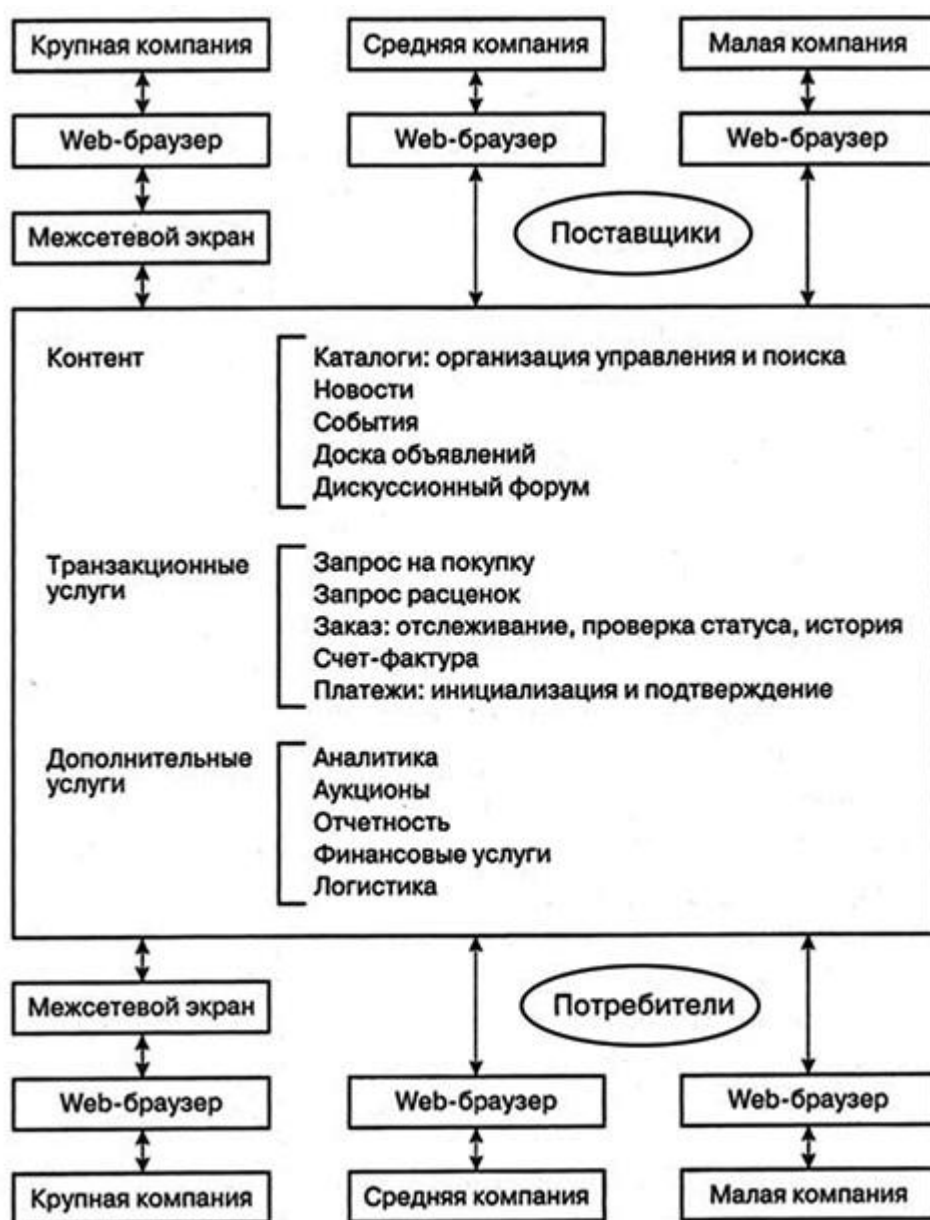 Крупная компания
Средняя компания
Малая компания
Web-браузер
Web-браузер
Web-браузер
Межсетевой экран
Поставщики
Контент
Каталоги: организация управления и поиска
Новости
События
Доска объявлений
Дискуссионный форум
Транзакционные
услуги
Запрос на покупку
Запрос расценок
Заказ: отслеживание, проверка статуса, история
Счет-фактура
Платежи: инициализация и подтверждение
Дополнительные
услуги
Аналитика
Аукционы
Отчетность
Финансовые услуги
Логистика
Межсетевой экран
Потребители
Web-браузер
Web-браузер
Web-браузер
Крупная компания
Средняя компания
Малая компания